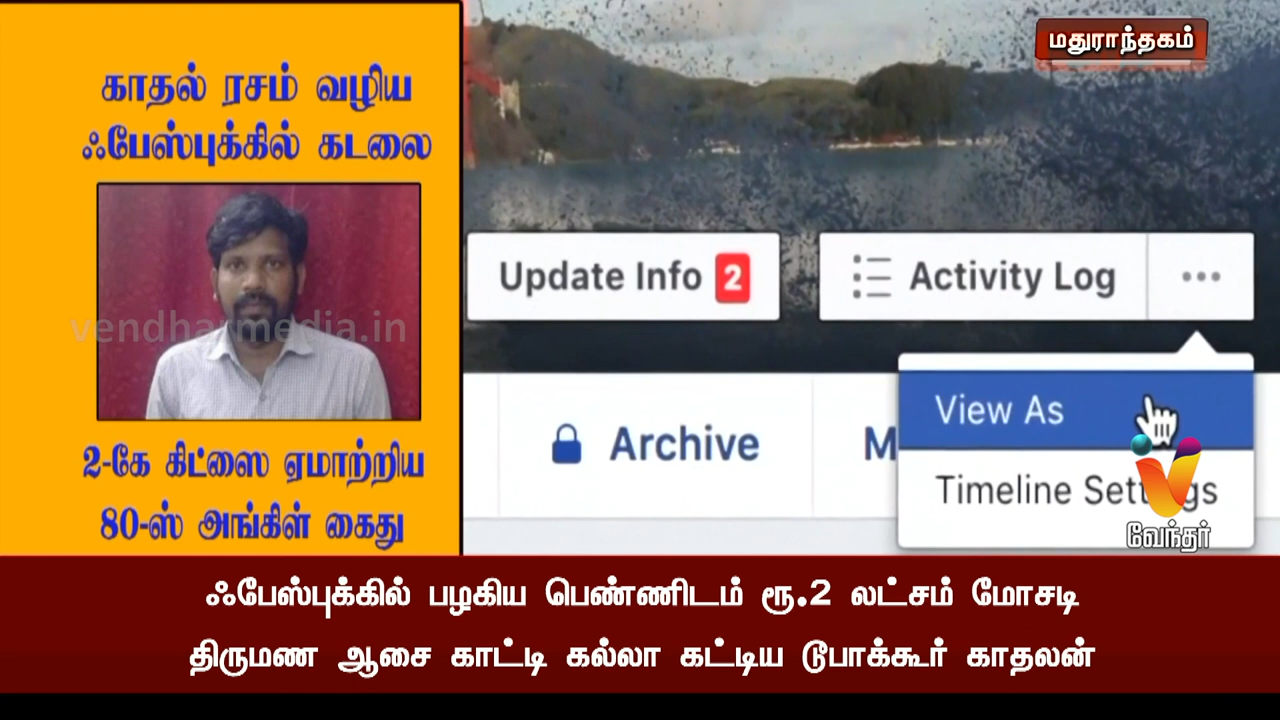 மதுராந்தகம்
காதல் ரசம் வழிய
ஃபேஸ்புக்கில் கடலை
vendharmedia.in
2-கே கிட்ஸை ஏமாற்றிய
80-ஸ் அங்கிள் கைது
Update Info 2
Activity Log
Archive
M
View As
Timeline Settings
வேந்தர்
ஃபேஸ்புக்கில் பழகிய பெண்ணிடம் ரூ.2 லட்சம் மோசடி
திருமண ஆசை காட்டி கல்லா கட்டிய டூபாக்கூர் காதலன்